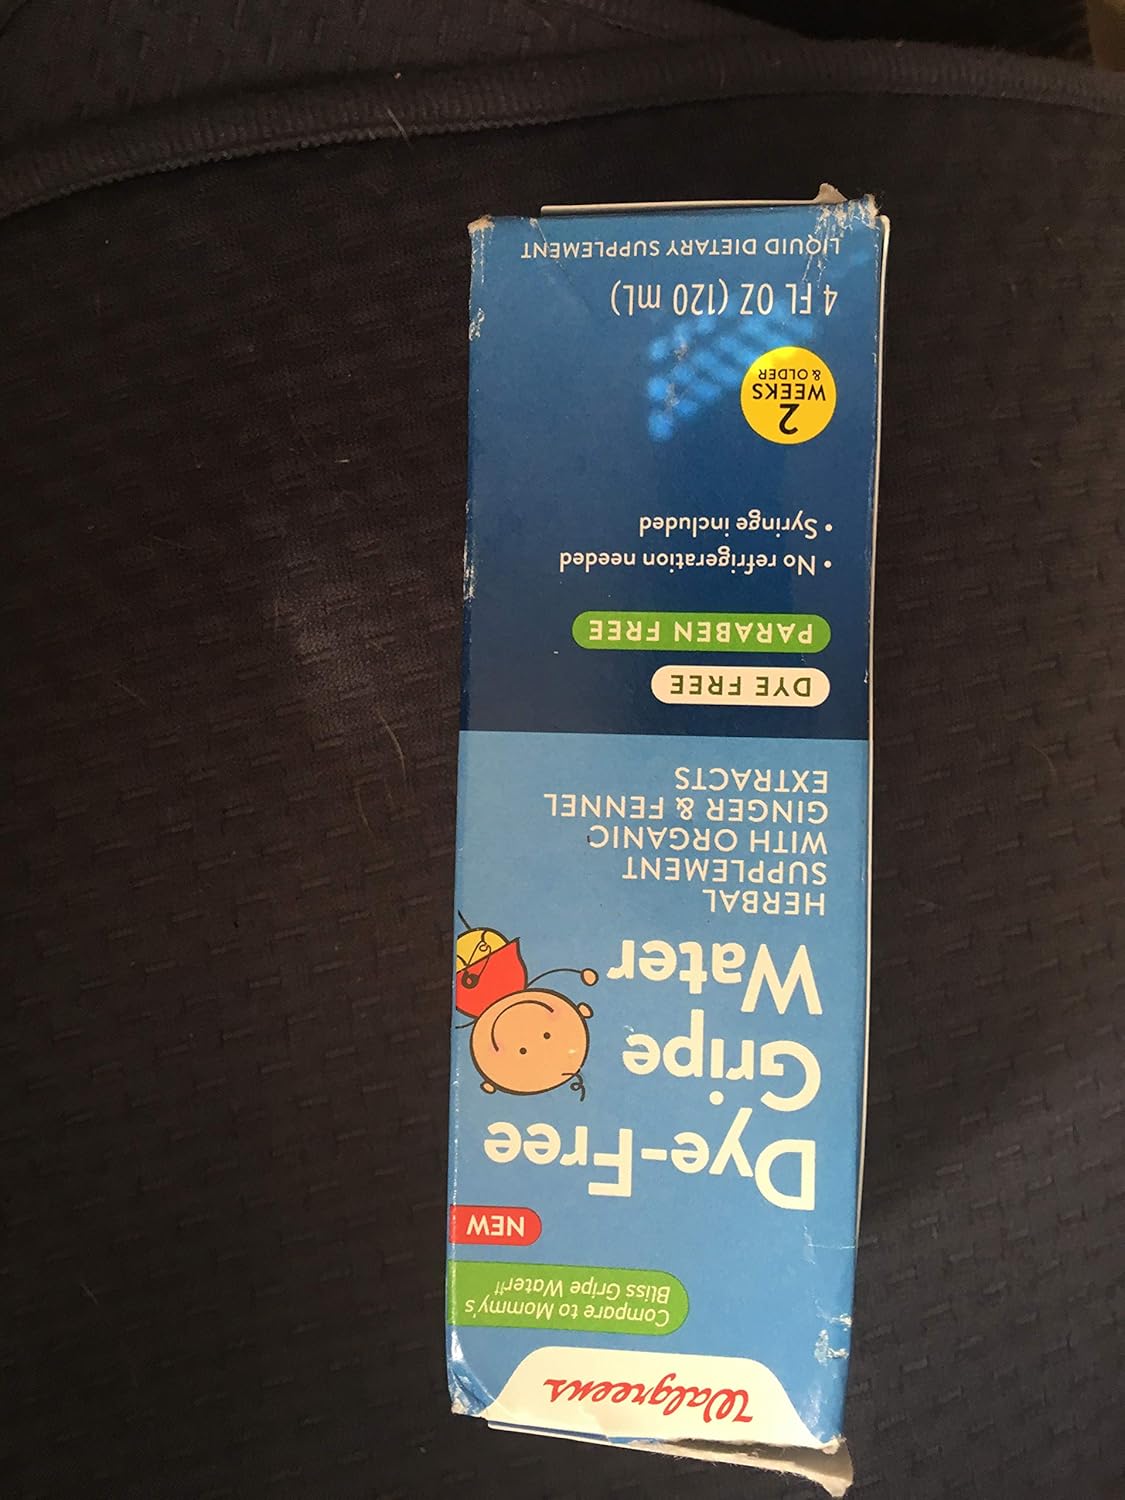 Walgreens
Compare to Mommy's
Bliss Gripe Water††
NEW
Dye-Free
Gripe
Water
HERBAL
SUPPLEMENT
WITH ORGANIC
GINGER & FENNEL
EXTRACTS
DYE FREE
PARABEN FREE
• No refrigeration needed
• Syringe included
2
WEEKS
& OLDER
4 FL OZ (120 mL)
LIQUID DIETARY SUPPLEMENT